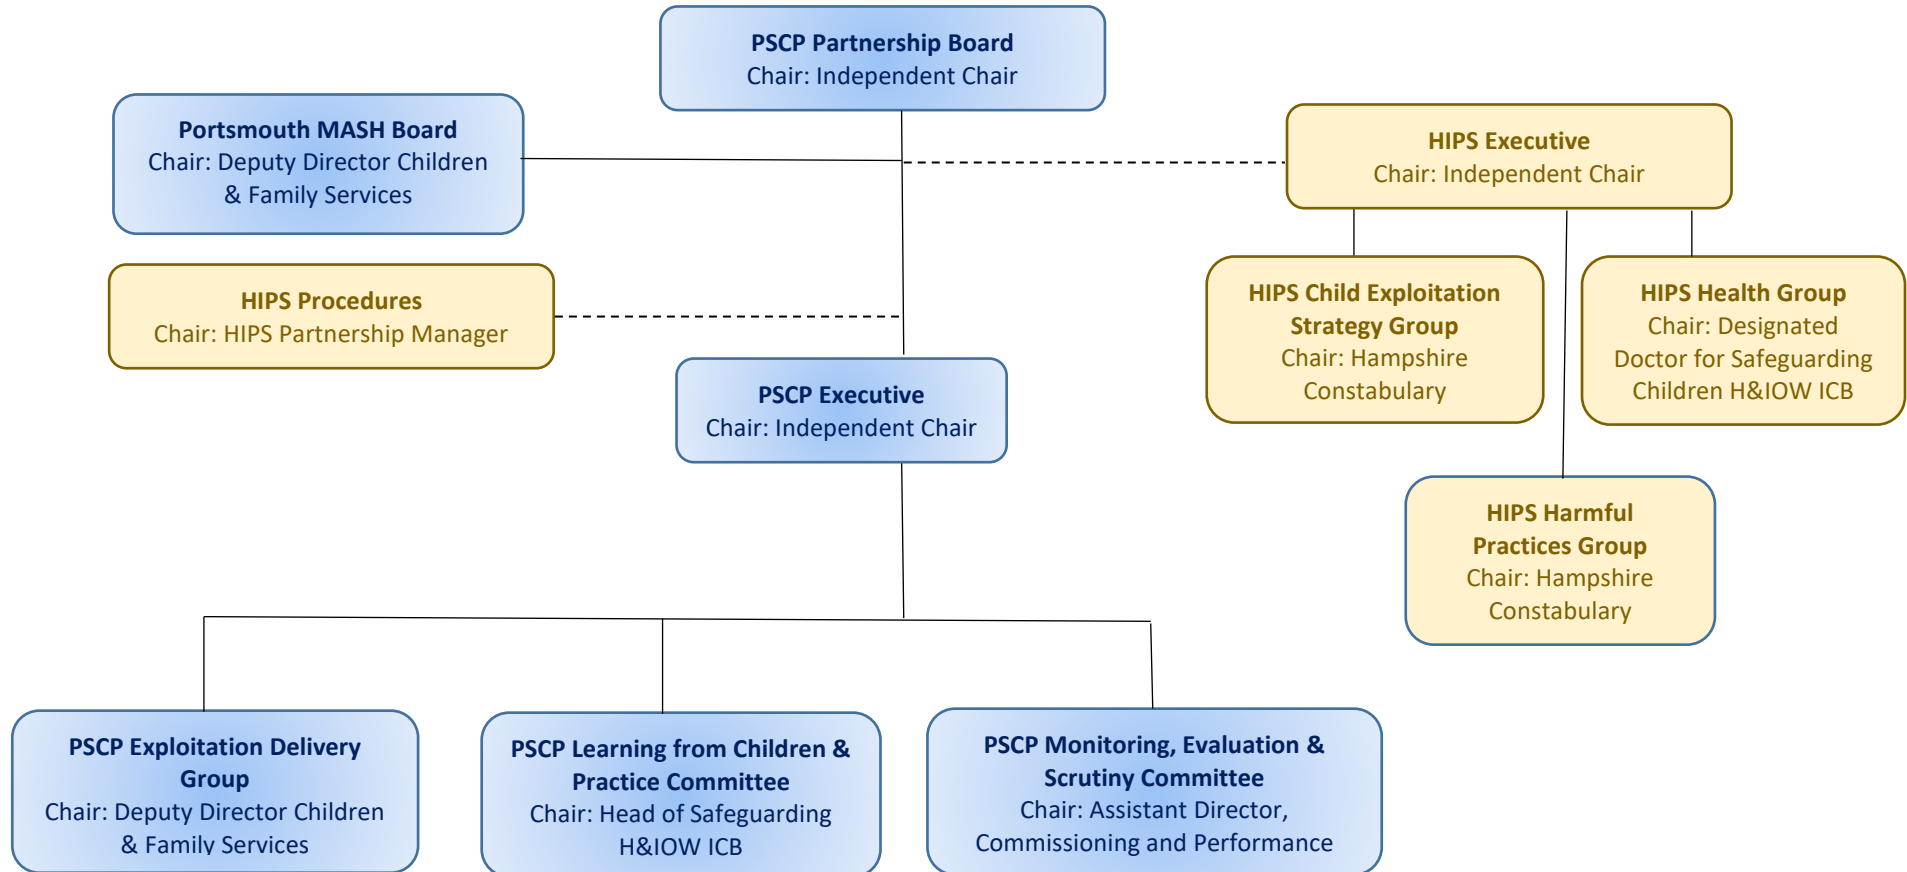 PSCP Partnership Board
Chair: Independent Chair
Portsmouth MASH Board
Chair: Deputy Director Children
& Family Services
HIPS Executive
Chair: Independent Chair
HIPS Procedures
Chair: HIPS Partnership Manager
HIPS Child Exploitation
Strategy Group
Chair: Hampshire
Constabulary
HIPS Health Group
Chair: Designated
Doctor for Safeguarding
Children H&IOW ICB
PSCP Executive
Chair: Independent Chair
HIPS Harmful
Practices Group
Chair: Hampshire
Constabulary
PSCP Exploitation Delivery
Group
Chair: Deputy Director Children
& Family Services
PSCP Learning from Children &
Practice Committee
Chair: Head of Safeguarding
H&IOW ICB
PSCP Monitoring, Evaluation &
Scrutiny Committee
Chair: Assistant Director,
Commissioning and Performance